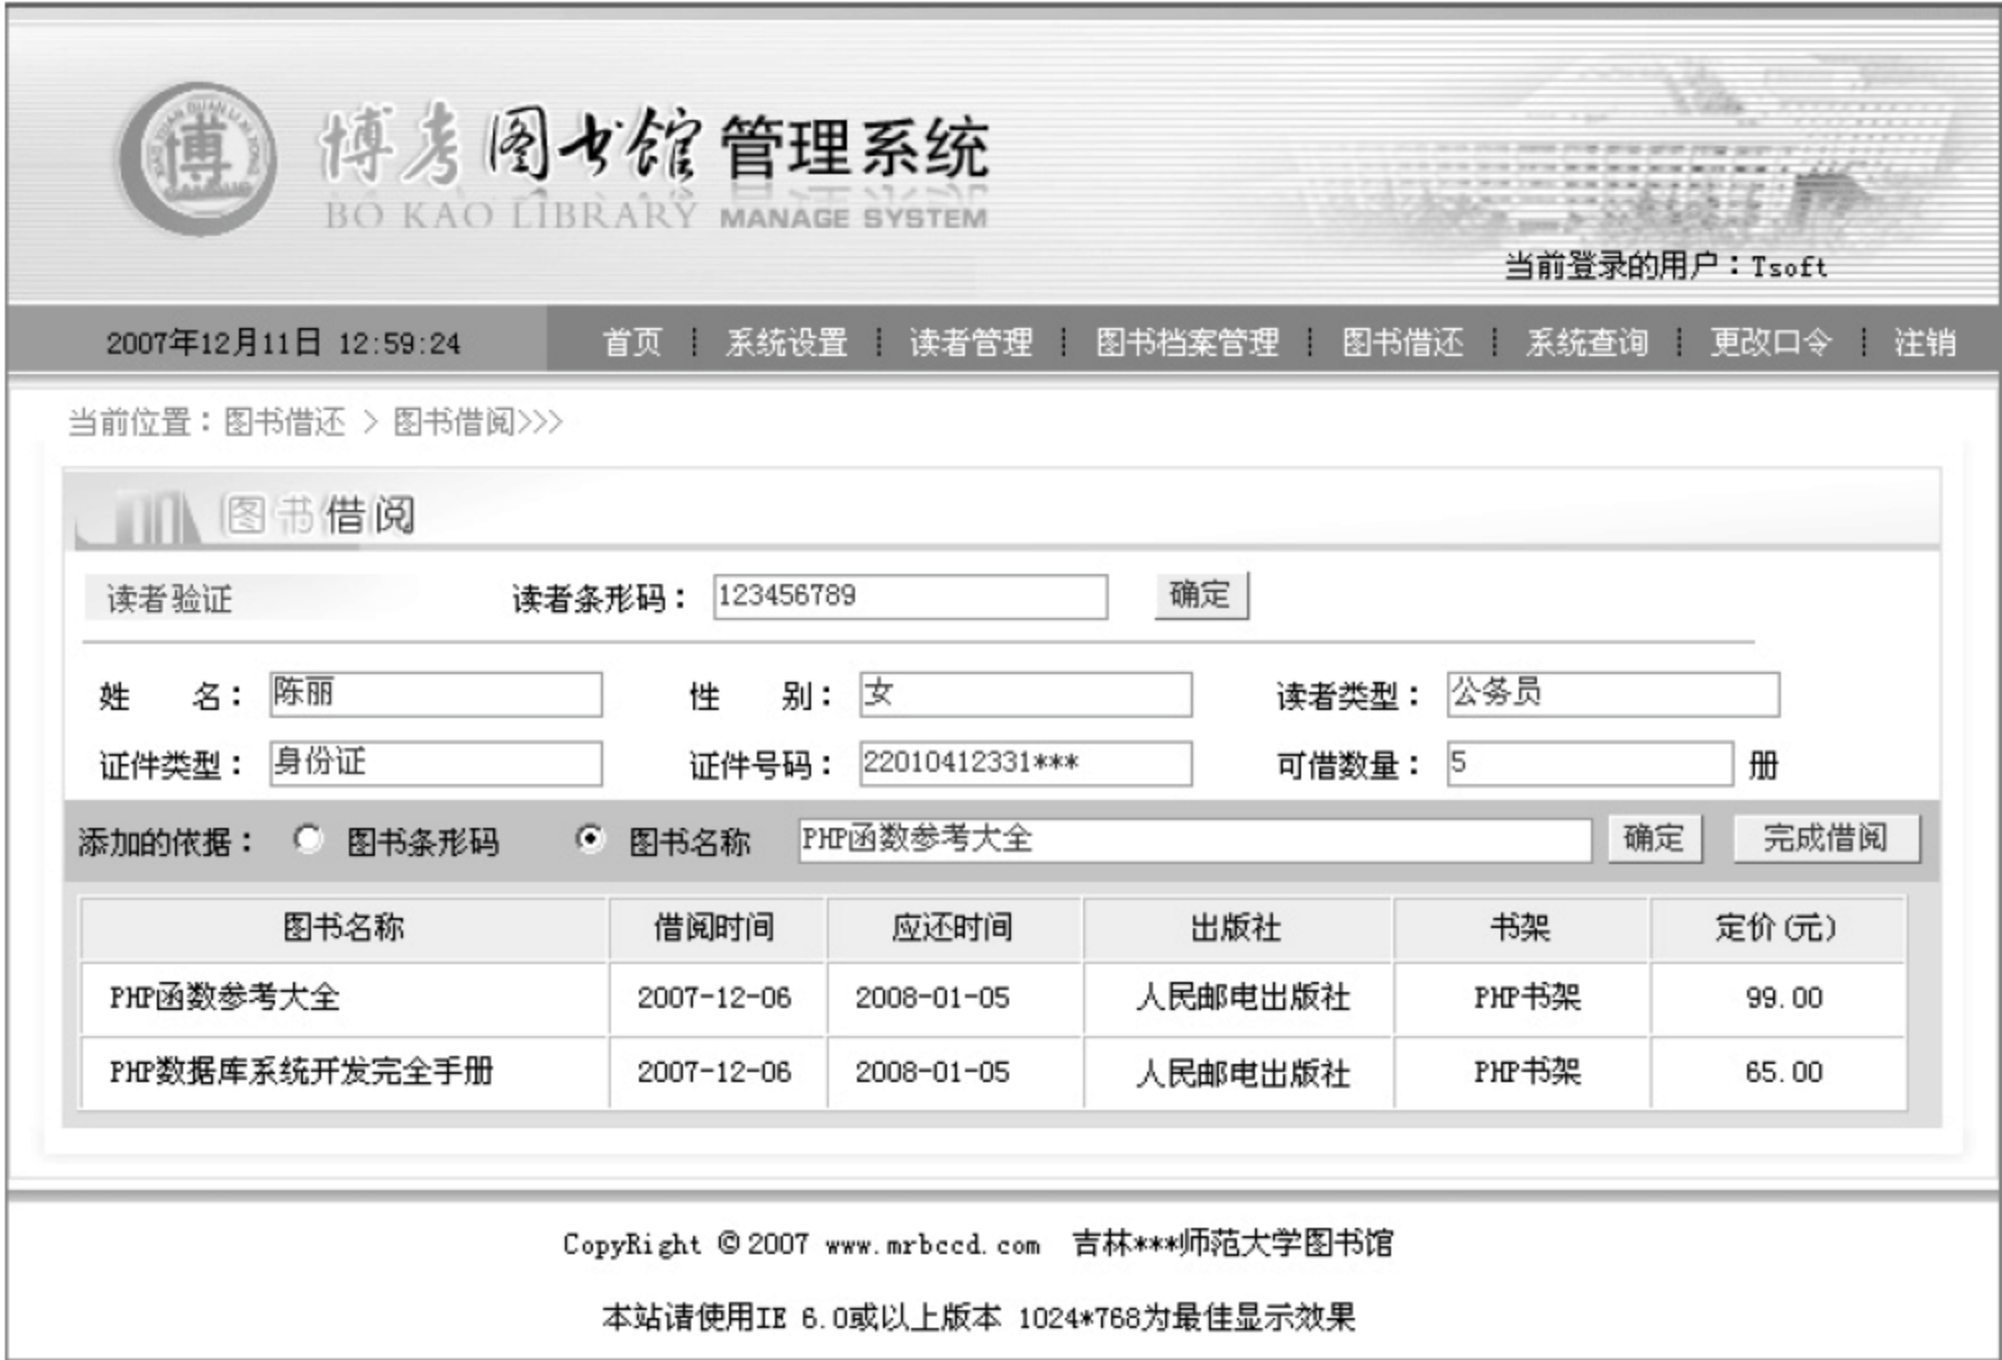 博考图书馆管理系统
BO KAO LIBRARY MANAGE SYSTEM
博
当前登录的用户：Tsoft
2007年12月11日 12:59:24 首页 系统设置 读者管理 图书档案管理 图书借还 系统查询 更改口令 注销
当前位置：图书借还 > 图书借阅>>>
图书借阅
读者验证 读者条形码： 123456789 确定
姓 名： 陈丽 性 别： 女 读者类型： 公务员
证件类型： 身份证 证件号码： 22010412331*** 可借数量： 5 册
添加的依据： 图书条形码 图书名称 PHP函数参考大全 确定 完成借阅
图书名称 借阅时间 应还时间 出版社 书架 定价(元)
PHP函数参考大全 2007-12-06 2008-01-05 人民邮电出版社 PHP书架 99.00
PHP数据库系统开发完全手册 2007-12-06 2008-01-05 人民邮电出版社 PHP书架 65.00
CopyRight ©2007 www.mrbccd.com 吉林***师范大学图书馆
本站请使用IE 6.0或以上版本 1024*768为最佳显示效果